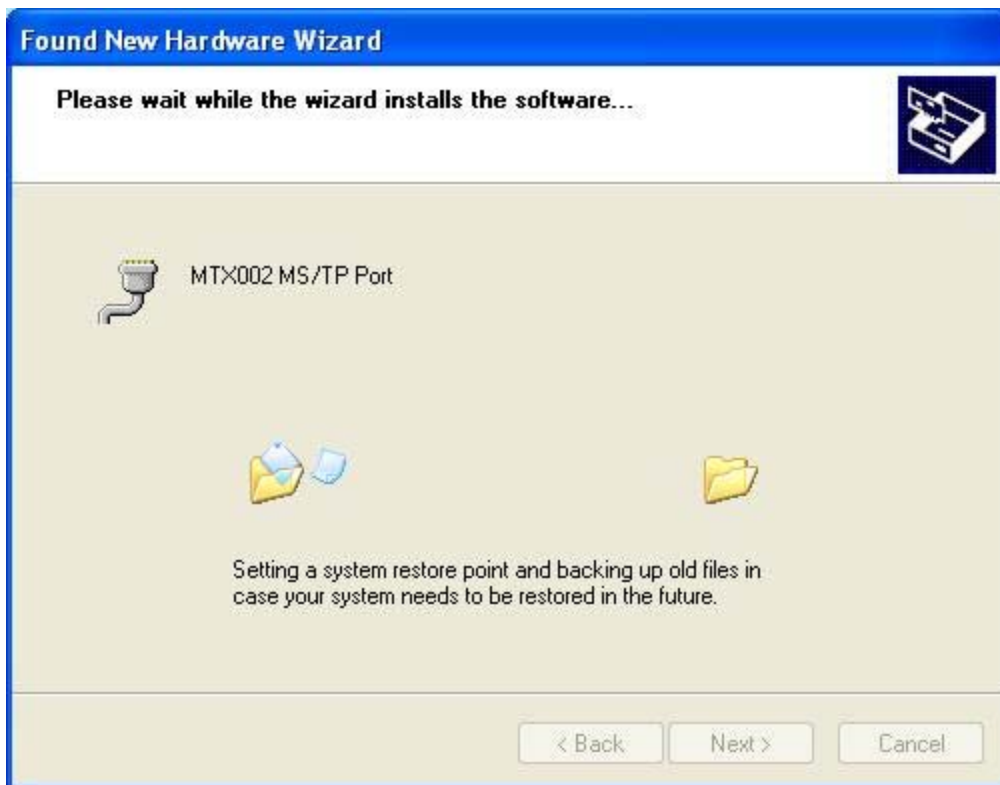 Found New Hardware Wizard
Please wait while the wizard installs the software...
MTX002 MS/TP Port
Setting a system restore point and backing up old files in
case your system needs to be restored in the future.
< Back
Next >
Cancel